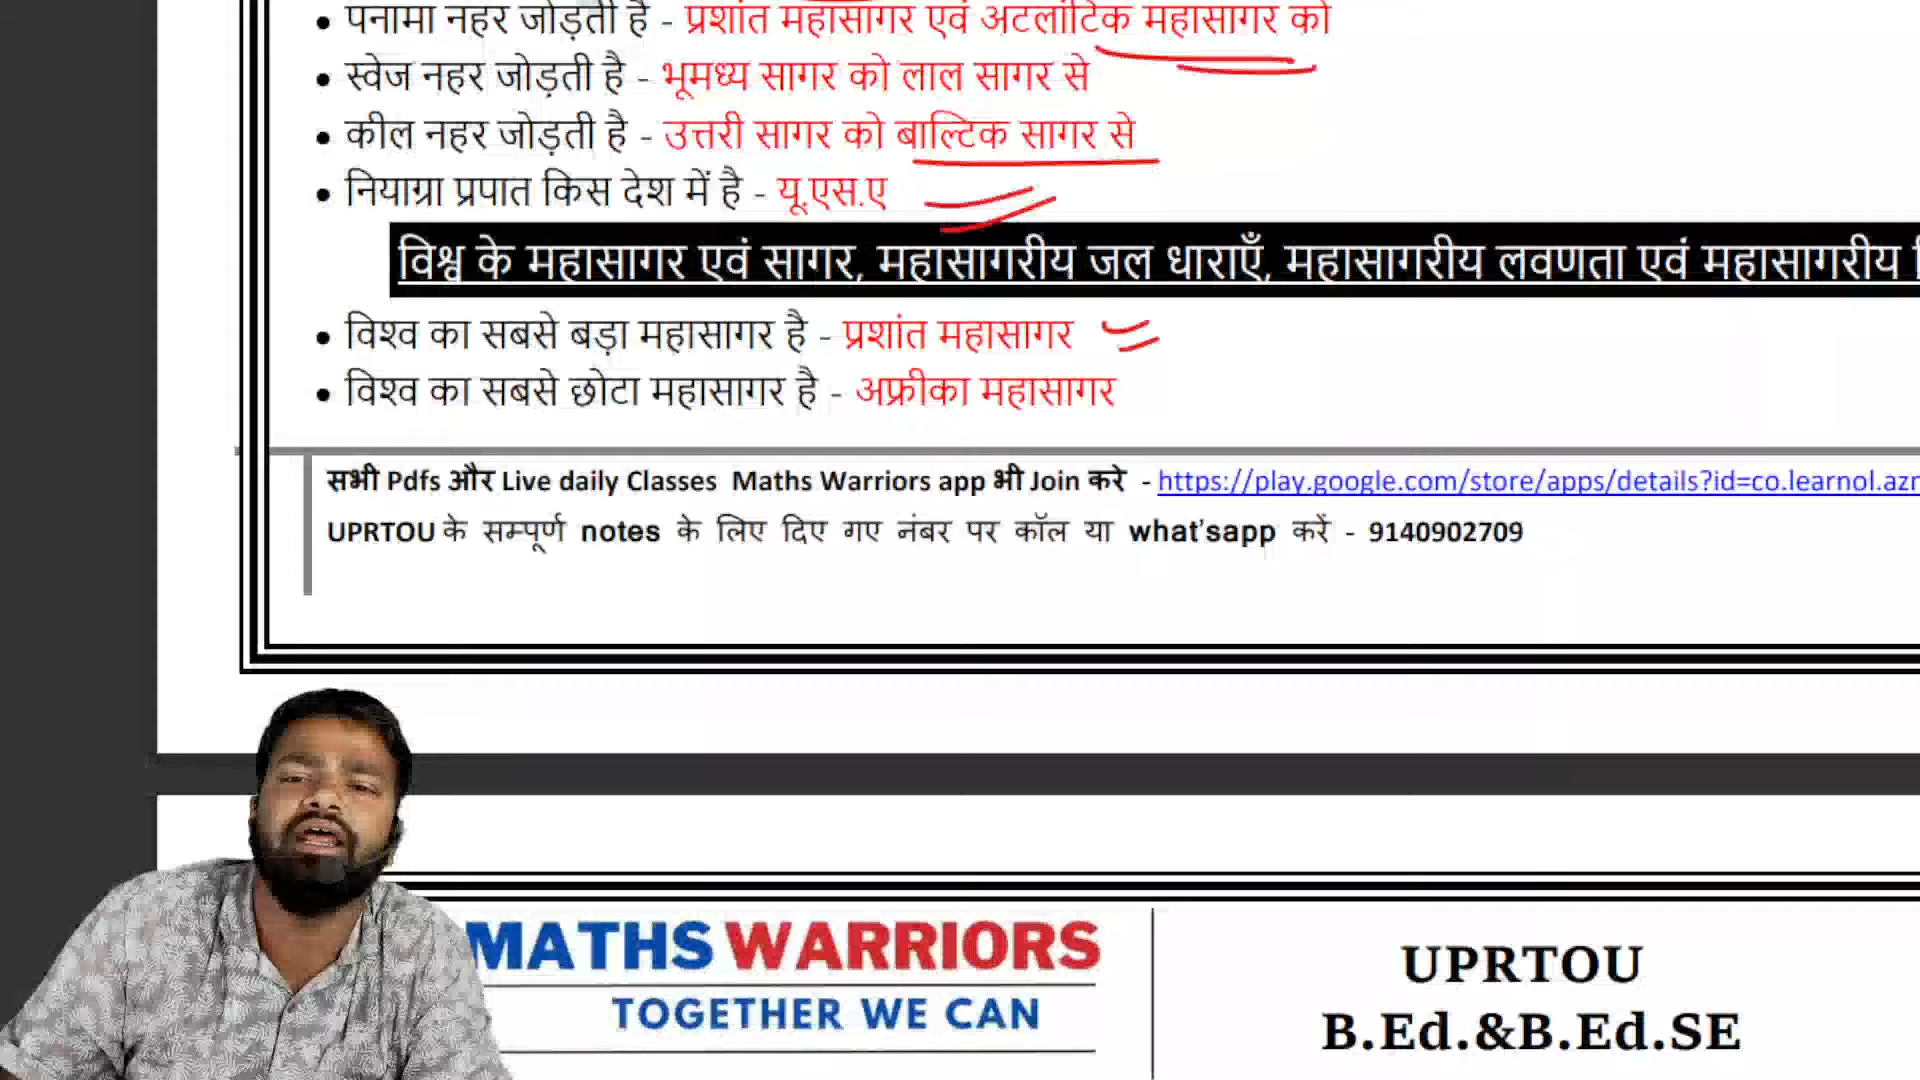 • पनामा नहर जोड़ती है - प्रशांत महासागर एवं अटलांटिक महासागर को
• स्वेज नहर जोड़ती है - भूमध्य सागर को लाल सागर से
• कील नहर जोड़ती है - उत्तरी सागर को बाल्टिक सागर से
• नियाग्रा प्रपात किस देश में है - यू.एस.ए
विश्व के महासागर एवं सागर, महासागरीय जल धाराएँ, महासागरीय लवणता एवं महासागरीय
• विश्व का सबसे बड़ा महासागर है - प्रशांत महासागर
• विश्व का सबसे छोटा महासागर है - अफ्रीका महासागर
सभी Pdfs और Live daily Classes Maths Warriors app भी Join करे - https://play.google.com/store/apps/details?id=co.learnol.azr
UPRTOU के सम्पूर्ण notes के लिए दिए गए नंबर पर कॉल या what'sapp करें - 9140902709
MATHS WARRIORS
TOGETHER WE CAN
UPRTOU
B.Ed.&B.Ed.SE